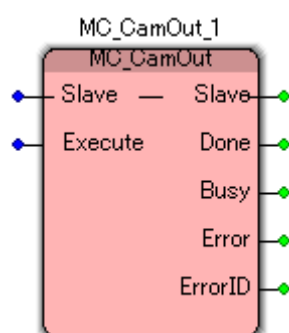 MC_CamOut_1
MC_CamOut
Slave — Slave
Execute Done
Busy
Error
ErrorID